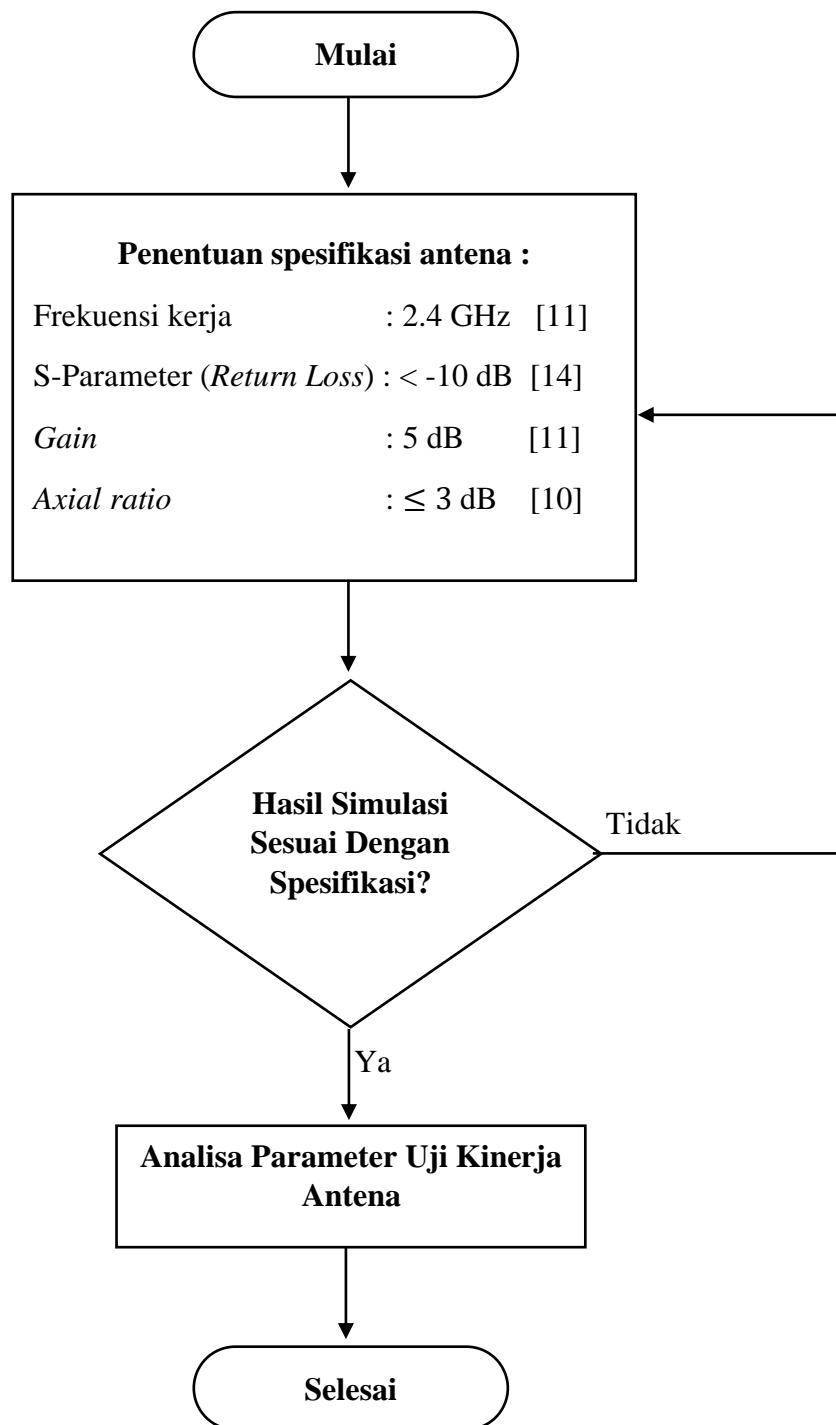 Mulai
Penentuan spesifikasi antena :
Frekuensi kerja : 2.4 GHz [11]
S-Parameter (Return Loss) : < -10 dB [14]
Gain : 5 dB [11]
Axial ratio : ≤ 3 dB [10]
Hasil Simulasi
Sesuai Dengan
Spesifikasi?
Tidak
Ya
Analisa Parameter Uji Kinerja
Antena
Selesai